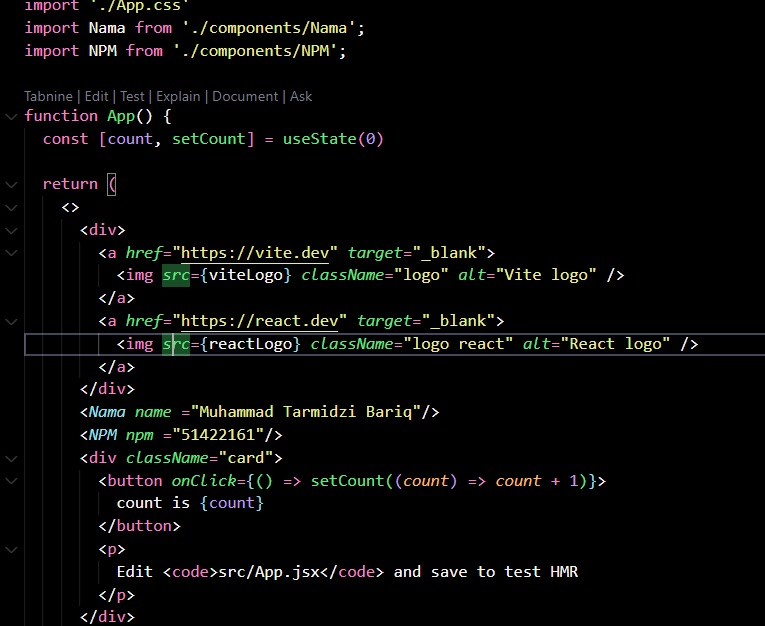 import './App.css'
import Nama from './components/Nama';
import NPM from './components/NPM';
Tabnine | Edit | Test | Explain | Document | Ask
function App() {
  const [count, setCount] = useState(0)
  return (
    <>
      <div>
        <a href="https://vite.dev" target="_blank">
          <img src={viteLogo} className="logo" alt="Vite logo" />
        </a>
        <a href="https://react.dev" target="_blank">
          <img src={reactLogo} className="logo react" alt="React logo" />
        </a>
      </div>
      <Nama name ="Muhammad Tarmidzi Bariq"/>
      <NPM npm ="51422161"/>
      <div className="card">
        <button onClick={() => setCount((count) => count + 1)}>
          count is {count}
        </button>
        <p>
          Edit <code>src/App.jsx</code> and save to test HMR
        </p>
      </div>